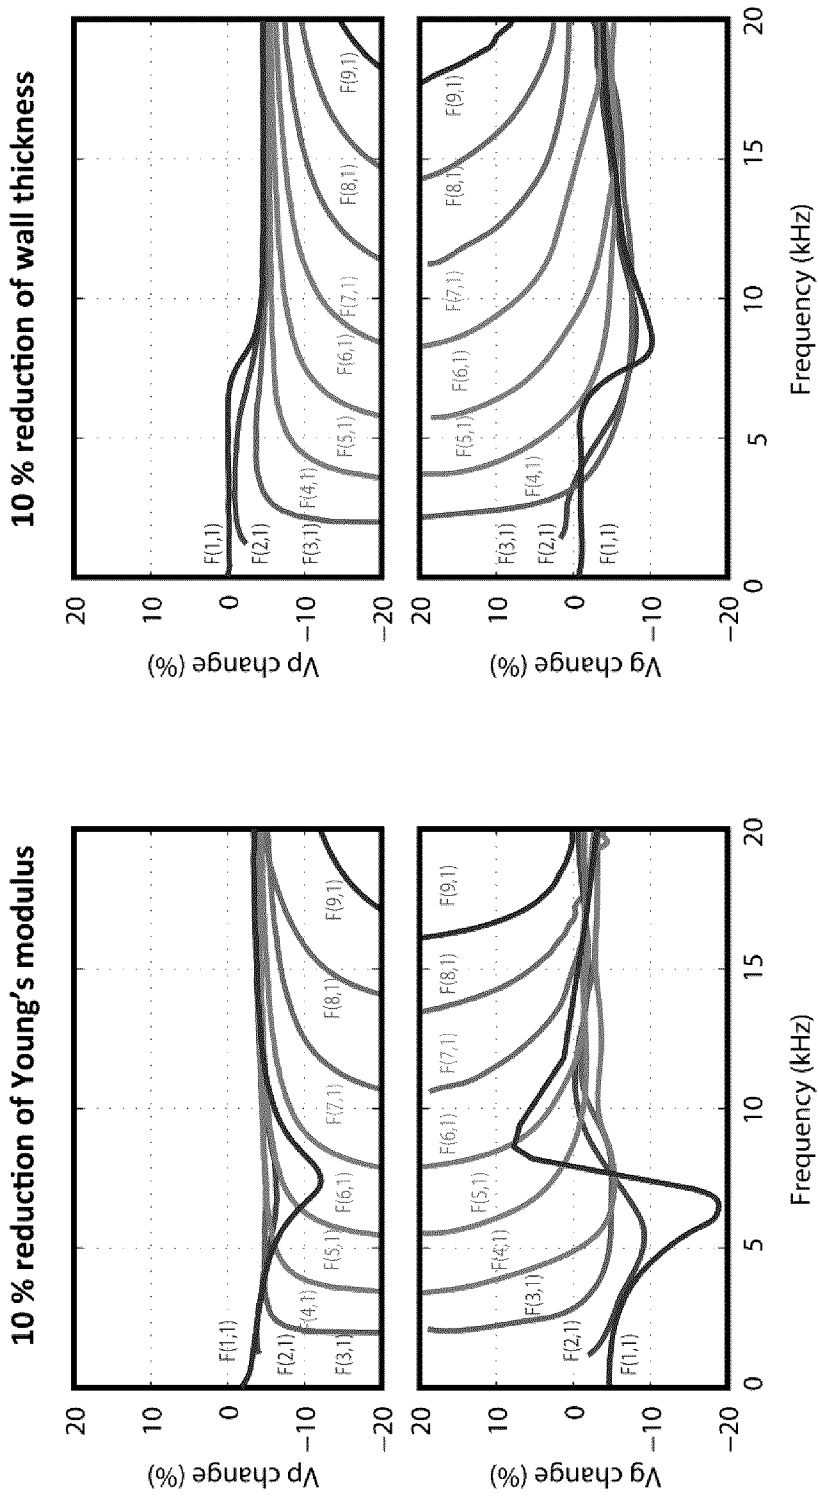 10 % reduction of Young's modulus
20
10
0
−10
−20
Vp change (%)
F(1,1)
F(2,1)
F(3,1)
F(4,1)
F(5,1)
F(6,1)
F(7,1)
F(8,1)
F(9,1)
20
10
0
−10
−20
Vg change (%)
F(1,1)
F(2,1)
F(3,1)
F(4,1)
F(5,1)
F(6,1)
F(7,1)
F(8,1)
F(9,1)
0
5
10
15
20
Frequency (kHz)
10 % reduction of wall thickness
20
10
0
−10
−20
Vp change (%)
F(1,1)
F(2,1)
F(3,1)
F(4,1)
F(5,1)
F(6,1)
F(7,1)
F(8,1)
F(9,1)
20
10
0
−10
−20
Vg change (%)
F(1,1)
F(2,1)
F(3,1)
F(4,1)
F(5,1)
F(6,1)
F(7,1)
F(8,1)
F(9,1)
0
5
10
15
20
Frequency (kHz)